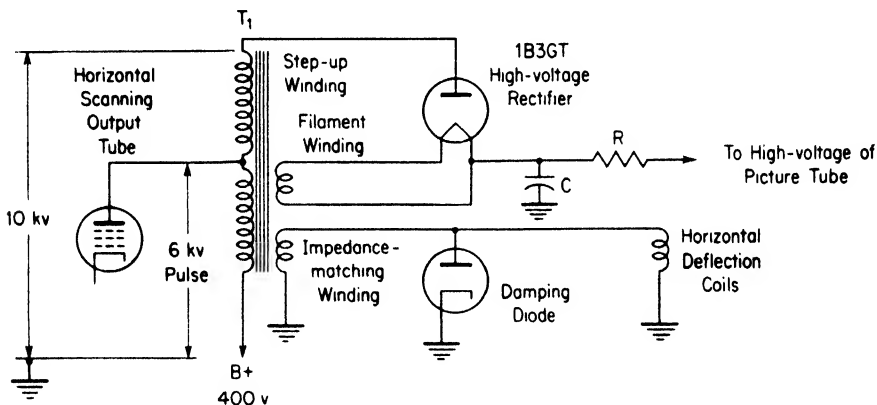 T1
1B3GT
High-voltage
Rectifier
Step-up
Winding
Horizontal
Scanning
Output
Tube
Filament
Winding
R
To High-voltage of
Picture Tube
C
10 kv
6 kv
Pulse
Impedance-
matching
Winding
Damping
Diode
Horizontal
Deflection
Coils
B+
400 v